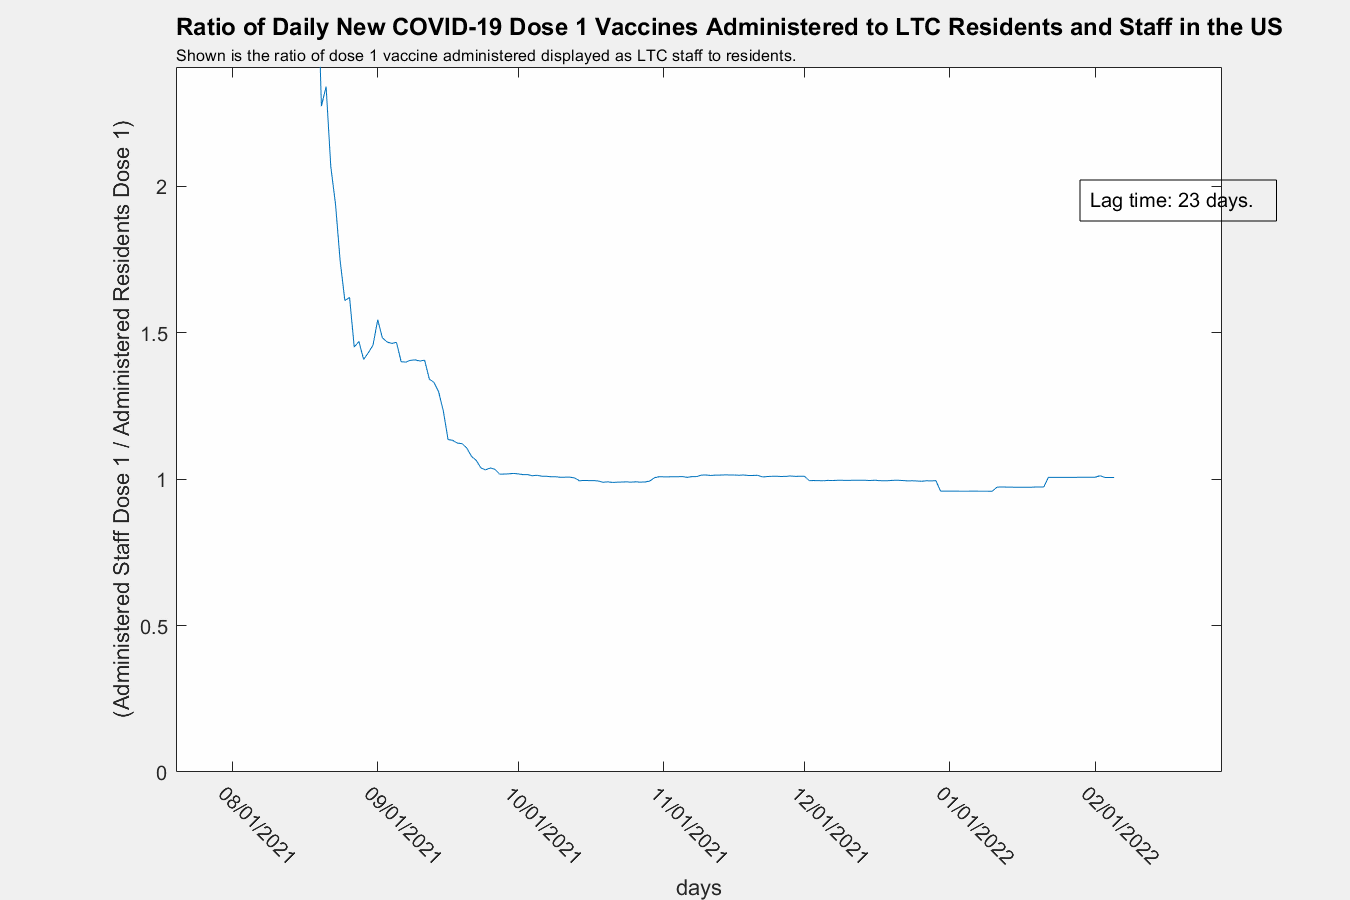 Ratio of Daily New COVID-19 Dose 1 Vaccines Administered to LTC Residents and Staff in the US
Shown is the ratio of dose 1 vaccine administered displayed as LTC staff to residents.
(Administered Staff Dose 1 / Administered Residents Dose 1)
2
1.5
1
0.5
0
Lag time: 23 days.
08/01/2021
09/01/2021
10/01/2021
11/01/2021
12/01/2021
01/01/2022
02/01/2022
days